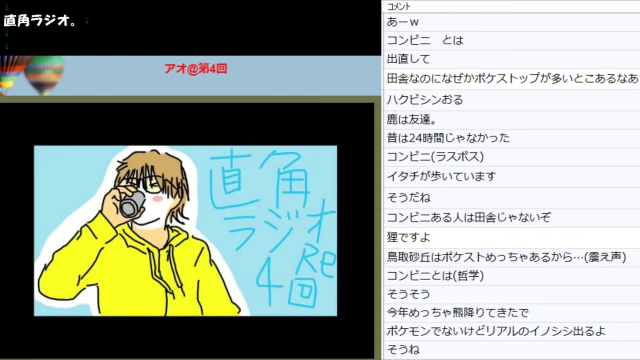 直角ラジオ。
アオ@第4回
直角
ラジオ
Re
4回
コメント
あーｗ
コンビニ　とは
出直して
田舎なのになぜかポケストップが多いとこあるなあ
ハクビシンおる
鹿は友達。
昔は24時間じゃなかった
コンビニ(ラスボス)
イタチが歩いています
そうだね
コンビニある人は田舎じゃないぞ
狸ですよ
鳥取砂丘はポケストめっちゃあるから…(震え声)
コンビニとは(哲学)
そうそう
今年めっちゃ熊降りてきたで
ポケモンでないけどリアルのイノシシ出るよ
そうね